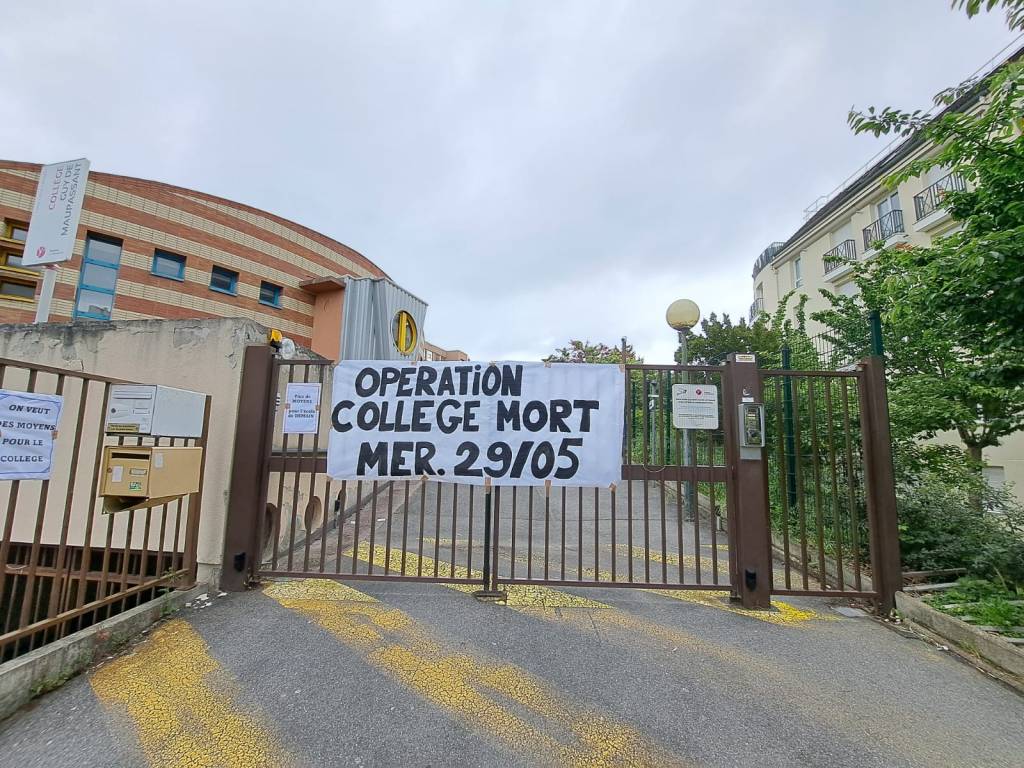 COLLEGE
GUY DE
MAUPASSANT
OPERATION
COLLEGE MORT
MER. 29/05
ON VEUT
DES MOYENS
POUR LE
COLLEGE
Plus de
MOYENS
pour l'école
de DEMAIN